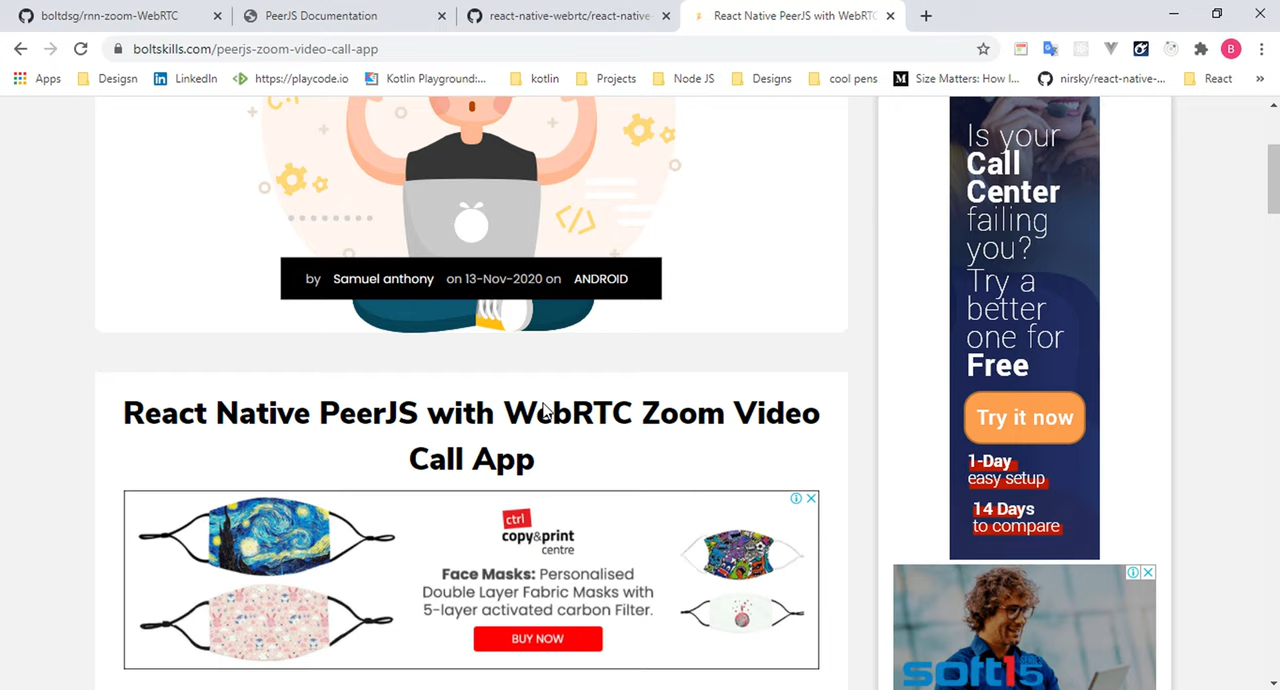 boltdsg/rnn-zoom-WebRTC
PeerJS Documentation
react-native-webrtc/react-native
React Native PeerJS with WebRTC
boltskills.com/peerjs-zoom-video-call-app
B
Apps
Desigsn
LinkedIn
https://playcode.io
Kotlin Playground:...
kotlin
Projects
Node JS
Designs
cool pens
Size Matters: How I...
nirsky/react-native-...
React
»
by Samuel anthony on 13-Nov-2020 on ANDROID
React Native PeerJS with WebRTC Zoom Video
Call App
ctrl
copy&print
centre
Face Masks: Personalised
Double Layer Fabric Masks with
5-layer activated carbon Filter.
BUY NOW
Is your
Call
Center
failing
you?
Try a
better
one for
Free
Try it now
1-Day
easy setup
14 Days
to compare
soft15